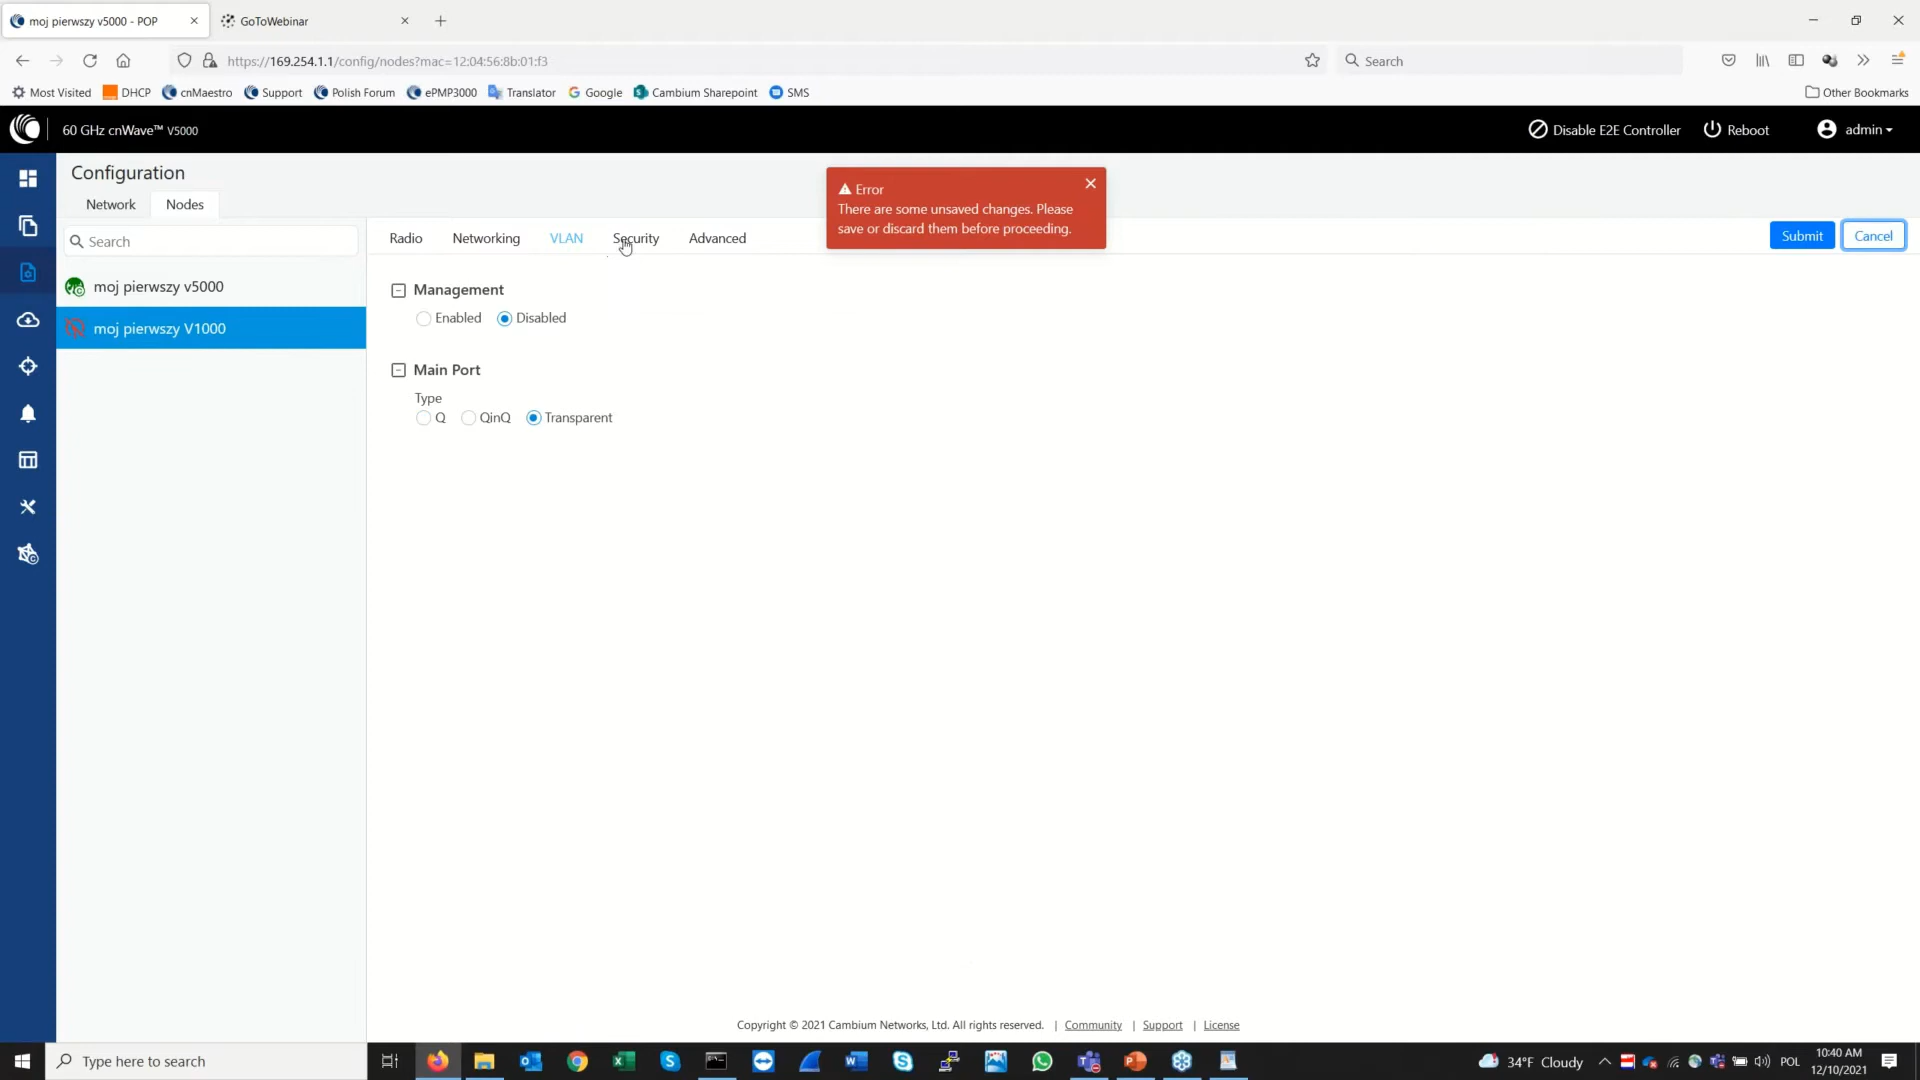 moj pierwszy v5000 - POP
GoToWebinar
https://169.254.1.1/config/nodes?mac=12:04:56:8b:01:f3
Search
Most Visited
DHCP
cnMaestro
Support
Polish Forum
ePMP3000
Translator
Google
Cambium Sharepoint
SMS
Other Bookmarks
60 GHz cnWave™ V5000
Disable E2E Controller
Reboot
admin
Configuration
Network
Nodes
Error
There are some unsaved changes. Please
save or discard them before proceeding.
Search
moj pierwszy v5000
moj pierwszy V1000
Radio
Networking
VLAN
Security
Advanced
Submit
Cancel
Management
Enabled
Disabled
Main Port
Type
Q
QinQ
Transparent
Copyright © 2021 Cambium Networks, Ltd. All rights reserved. | Community | Support | License
Type here to search
34°F Cloudy
POL
10:40 AM
12/10/2021